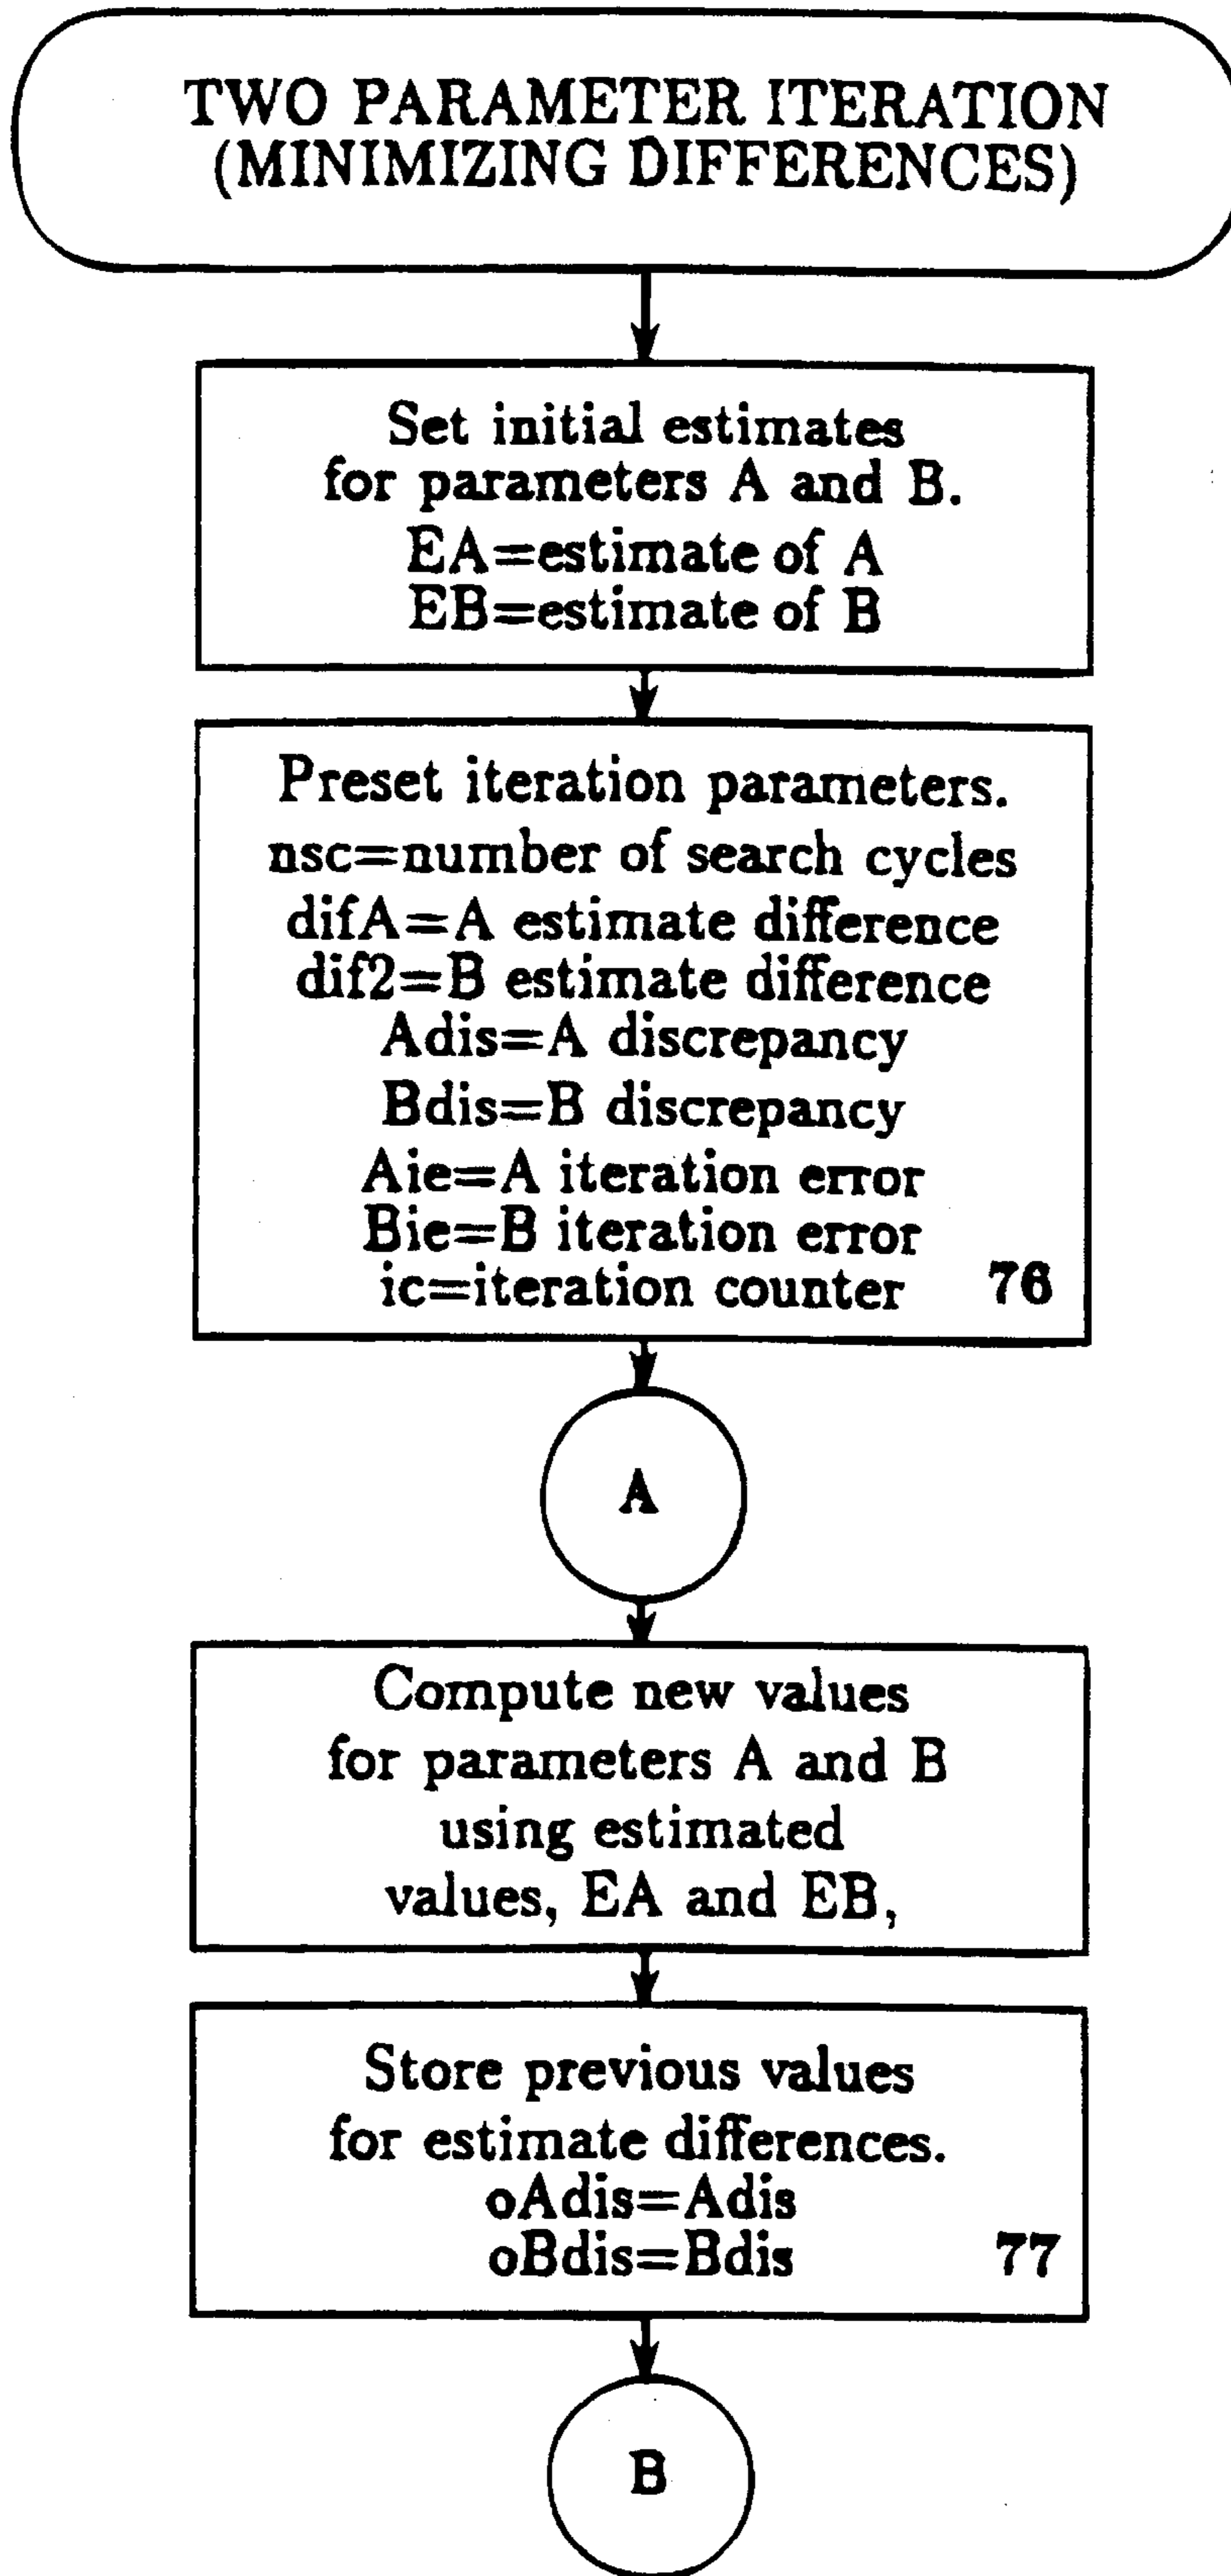 TWO PARAMETER ITERATION
(MINIMIZING DIFFERENCES)
Set initial estimates
for parameters A and B.
EA=estimate of A
EB=estimate of B
Preset iteration parameters.
nsc=number of search cycles
difA=A estimate difference
dif2=B estimate difference
Adis=A discrepancy
Bdis=B discrepancy
Aie=A iteration error
Bie=B iteration error
ic=iteration counter 76
A
Compute new values
for parameters A and B
using estimated
values, EA and EB,
Store previous values
for estimate differences.
oAdis=Adis
oBdis=Bdis 77
B